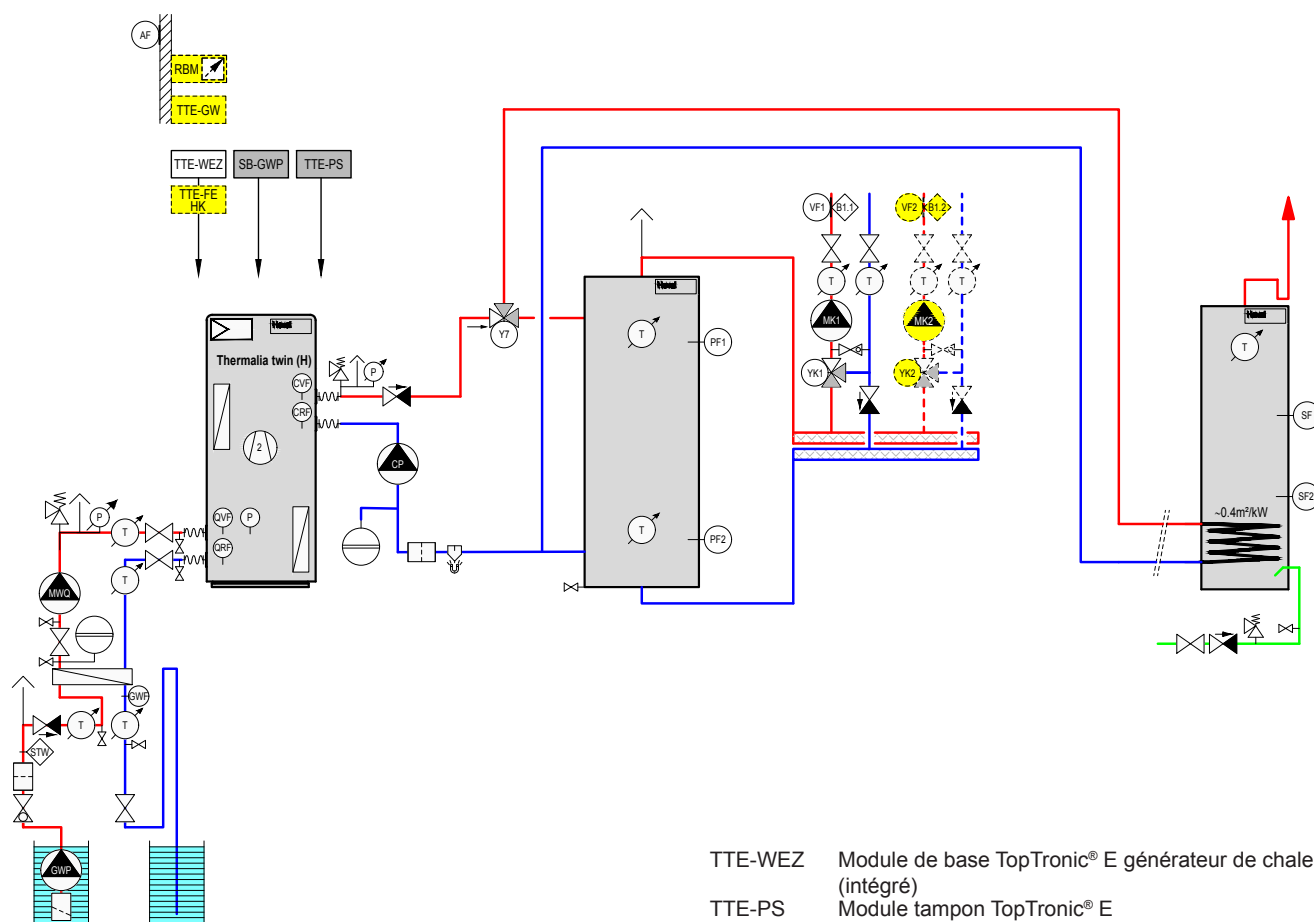 AF
RBM
TTE-GW
TTE-WEZ SB-GWP TTE-PS
TTE-FE
HK
VF1 B1.1 VF2 B1.2
T T T T
MK1 MK2
YK1 YK2
Y7
Hoval
Thermalia twin (H)
CVF
CRF
P
2
CP
QVF P
QRF
P T
T
MWQ
GWF
T T
STW
GWP
Hoval
T
PF1
T
PF2
Hoval
T
SF
SF2
~0.4m²/kW
TTE-WEZ Module de base TopTronic® E générateur de chale
(intégré)
TTE-PS Module tampon TopTronic® E